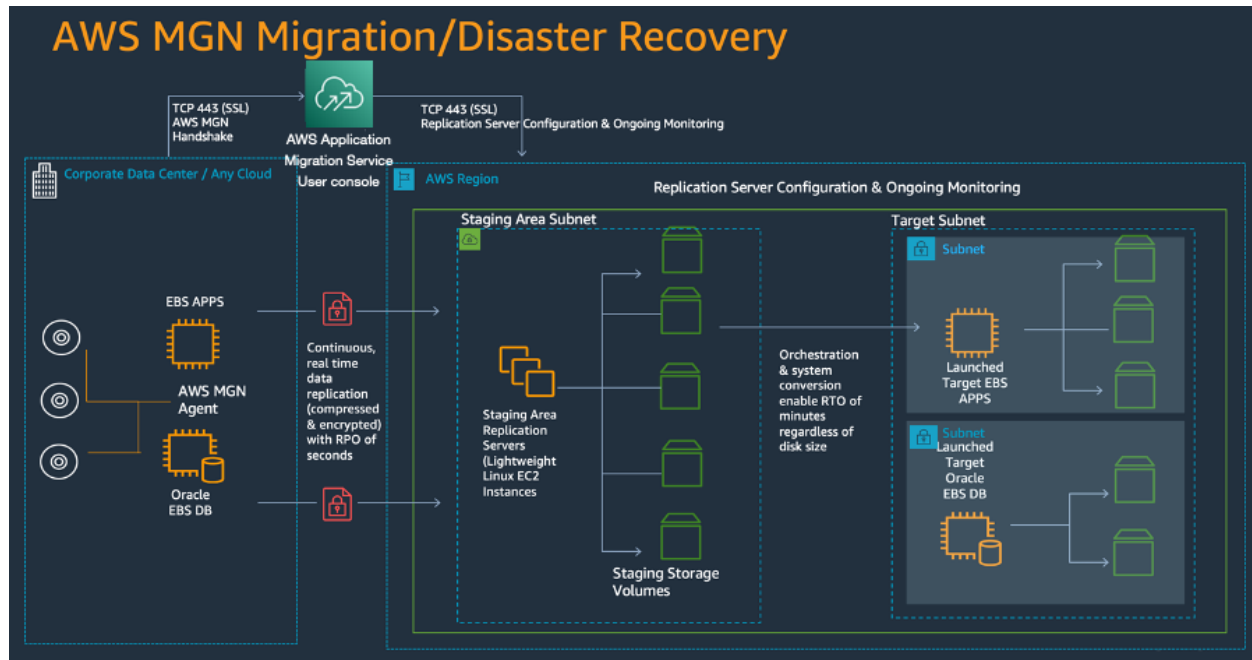 AWS MGN Migration/Disaster Recovery
TCP 443 (SSL)
AWS MGN
Handshake
AWS Application
Migration Service
User console
TCP 443 (SSL)
Replication Server Configuration & Ongoing Monitoring
Corporate Data Center / Any Cloud
AWS Region
Replication Server Configuration & Ongoing Monitoring
EBS APPS
AWS MGN
Agent
Oracle
EBS DB
Continuous,
real time
data
replication
(compressed
& encrypted)
with RPO of
seconds
Staging Area Subnet
Staging Area
Replication
Servers
(Lightweight
Linux EC2
Instances
Staging Storage
Volumes
Orchestration
& system
conversion
enable RTO of
minutes
regardless of
disk size
Target Subnet
Subnet
Launched
Target EBS
APPS
Subnet
Launched
Target
Oracle
EBS DB